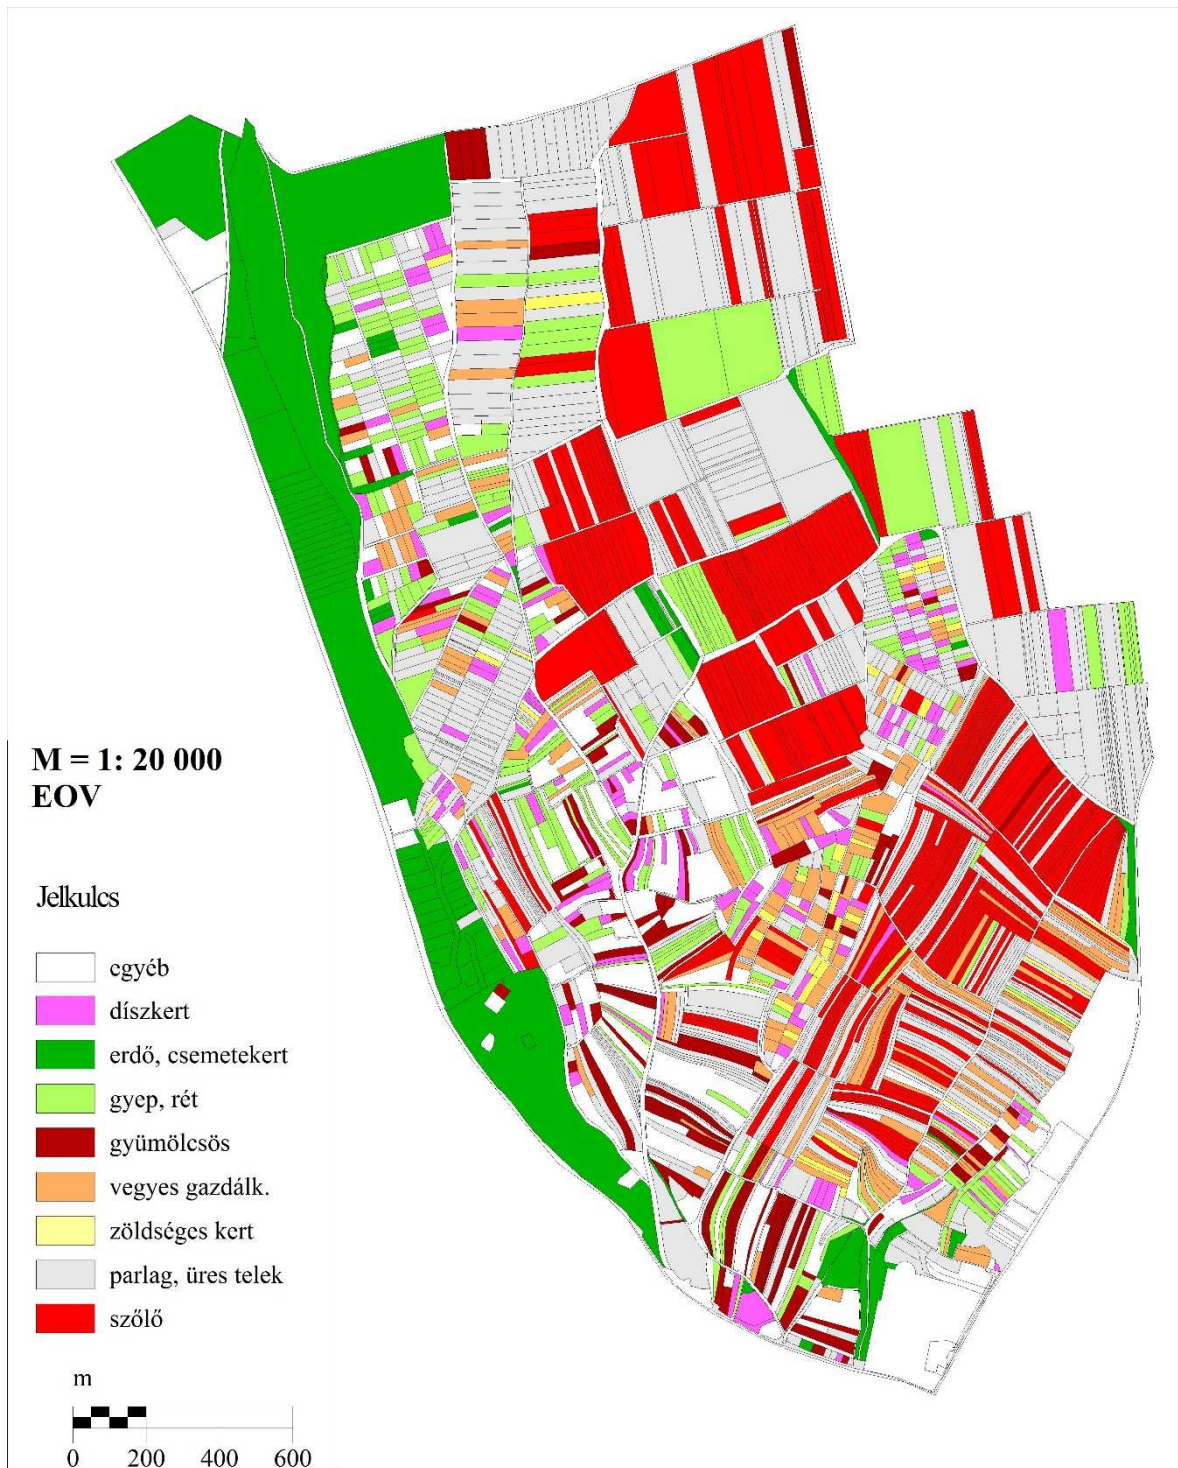 M = 1: 20 000
EOV
Jelkulcs
egyéb
díszkert
erdő, csemetekert
gyep, rét
gyümölcsös
vegyes gazdálk.
zöldséges kert
parlag, üres telek
szőlő
m
0 200 400 600